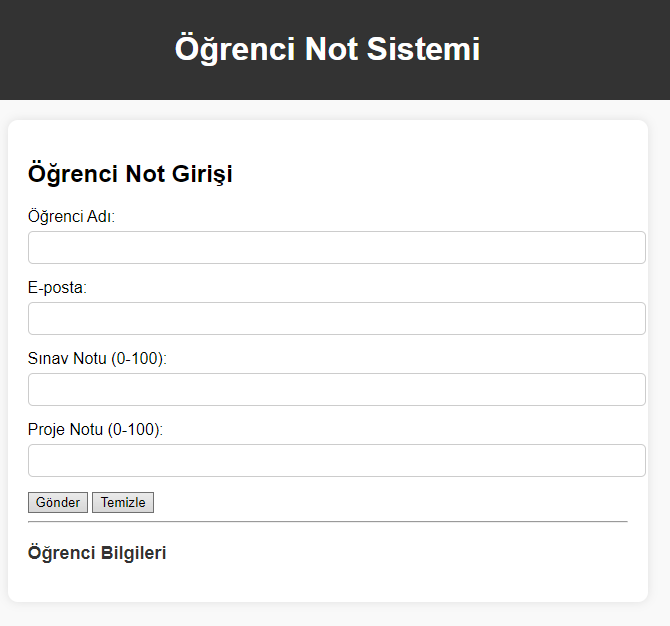 Öğrenci Not Sistemi
Öğrenci Not Girişi
Öğrenci Adı:
E-posta:
Sınav Notu (0-100):
Proje Notu (0-100):
Gönder Temizle
Öğrenci Bilgileri